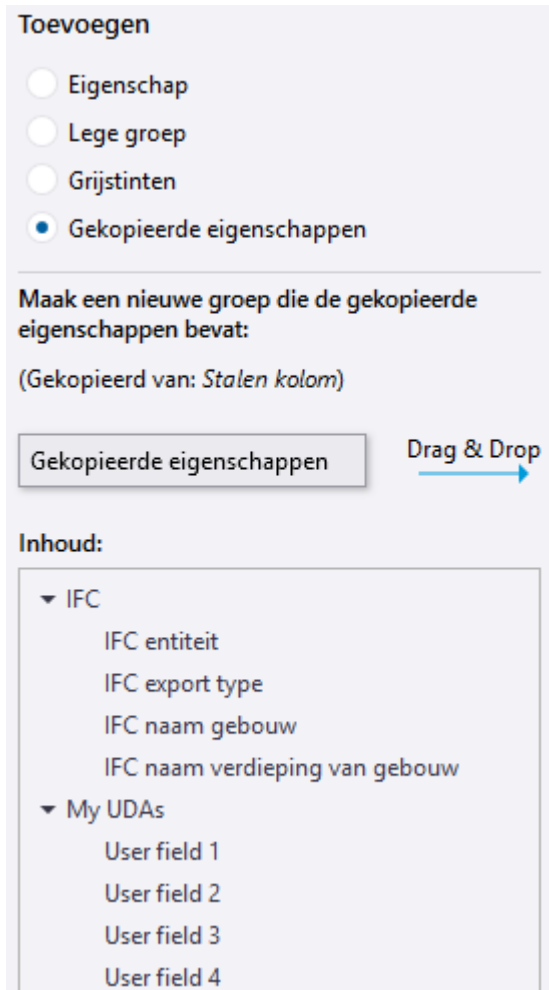 Toevoegen
Eigenschap
Lege groep
Grijstinten
Gekopieerde eigenschappen
Maak een nieuwe groep die de gekopieerde
eigenschappen bevat:
(Gekopieerd van: Stalen kolom)
Gekopieerde eigenschappen
Drag & Drop
Inhoud:
IFC
IFC entiteit
IFC export type
IFC naam gebouw
IFC naam verdieping van gebouw
My UDAs
User field 1
User field 2
User field 3
User field 4